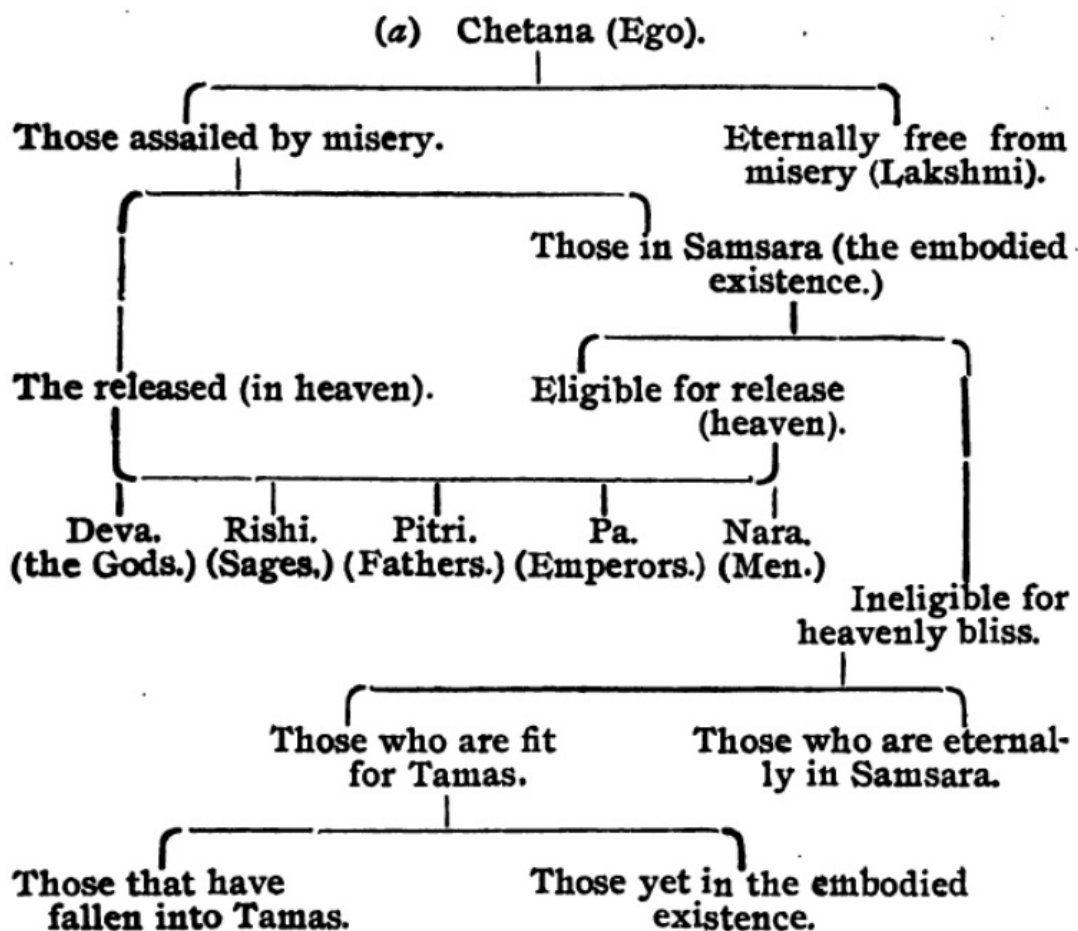 (a) Chetana (Ego).
Those assailed by misery.
Eternally free from
misery (Lakshmi).
Those in Samsara (the embodied
existence.)
The released (in heaven).
Eligible for release
(heaven).
Deva. Rishi. Pitri. Pa. Nara.
(the Gods.) (Sages.) (Fathers.) (Emperors.) (Men.)
Ineligible for
heavenly bliss.
Those who are fit
for Tamas.
Those who are eternal-
ly in Samsara.
Those that have
fallen into Tamas.
Those yet in the embodied
existence.